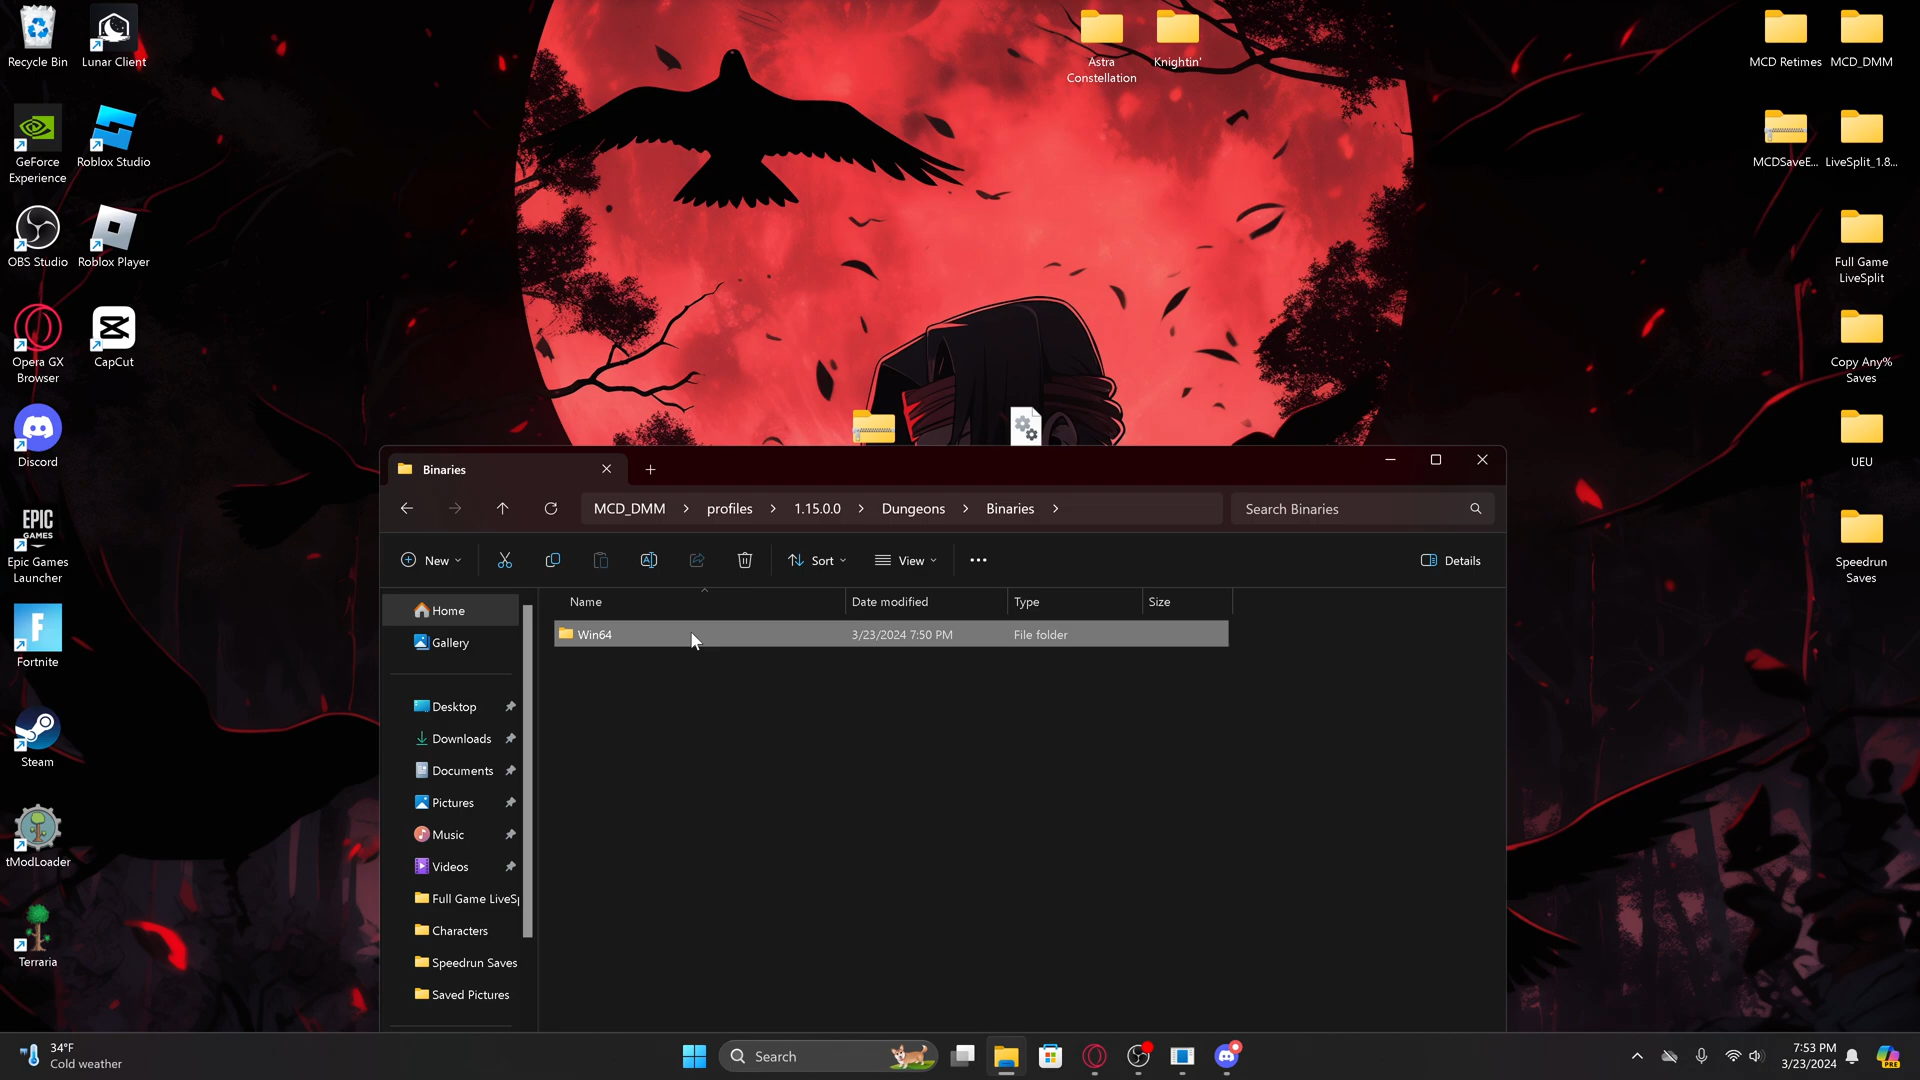 Recycle Bin
Lunar Client
GeForce
Experience
Roblox Studio
OBS Studio
Roblox Player
Opera GX
Browser
CapCut
Discord
EPIC
GAMES
Epic Games
Launcher
Fortnite
Steam
tModLoader
Terraria
Astra
Constellation
Knightin'
MCD Retimes
MCD_DMM
MCDSaveE...
LiveSplit_1.8...
Full Game
LiveSplit
Copy Any%
Saves
UEU
Speedrun
Saves
Binaries
MCD_DMM > profiles > 1.15.0.0 > Dungeons > Binaries >
Search Binaries
New
Sort
View
Details
Name
Date modified
Type
Size
Win64
3/23/2024 7:50 PM
File folder
Home
Gallery
Desktop
Downloads
Documents
Pictures
Music
Videos
Full Game LiveSp
Characters
Speedrun Saves
Saved Pictures
34°F
Cold weather
Search
7:53 PM
3/23/2024
PRE